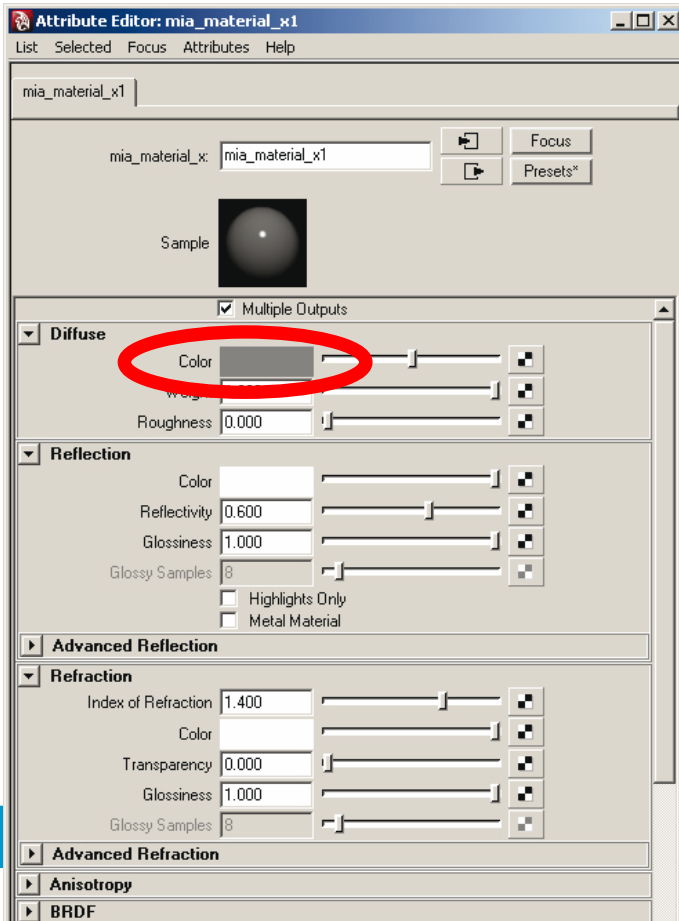 Attribute Editor: mia_material_x1
List Selected Focus Attributes Help
mia_material_x1
mia_material_x: mia_material_x1 Focus
Presets*
Sample
Multiple Outputs
Diffuse
Color
Roughness 0.000
Reflection
Color
Reflectivity 0.600
Glossiness 1.000
Glossy Samples 8
Highlights Only
Metal Material
Advanced Reflection
Refraction
Index of Refraction 1.400
Color
Transparency 0.000
Glossiness 1.000
Glossy Samples 8
Advanced Refraction
Anisotropy
BRDF